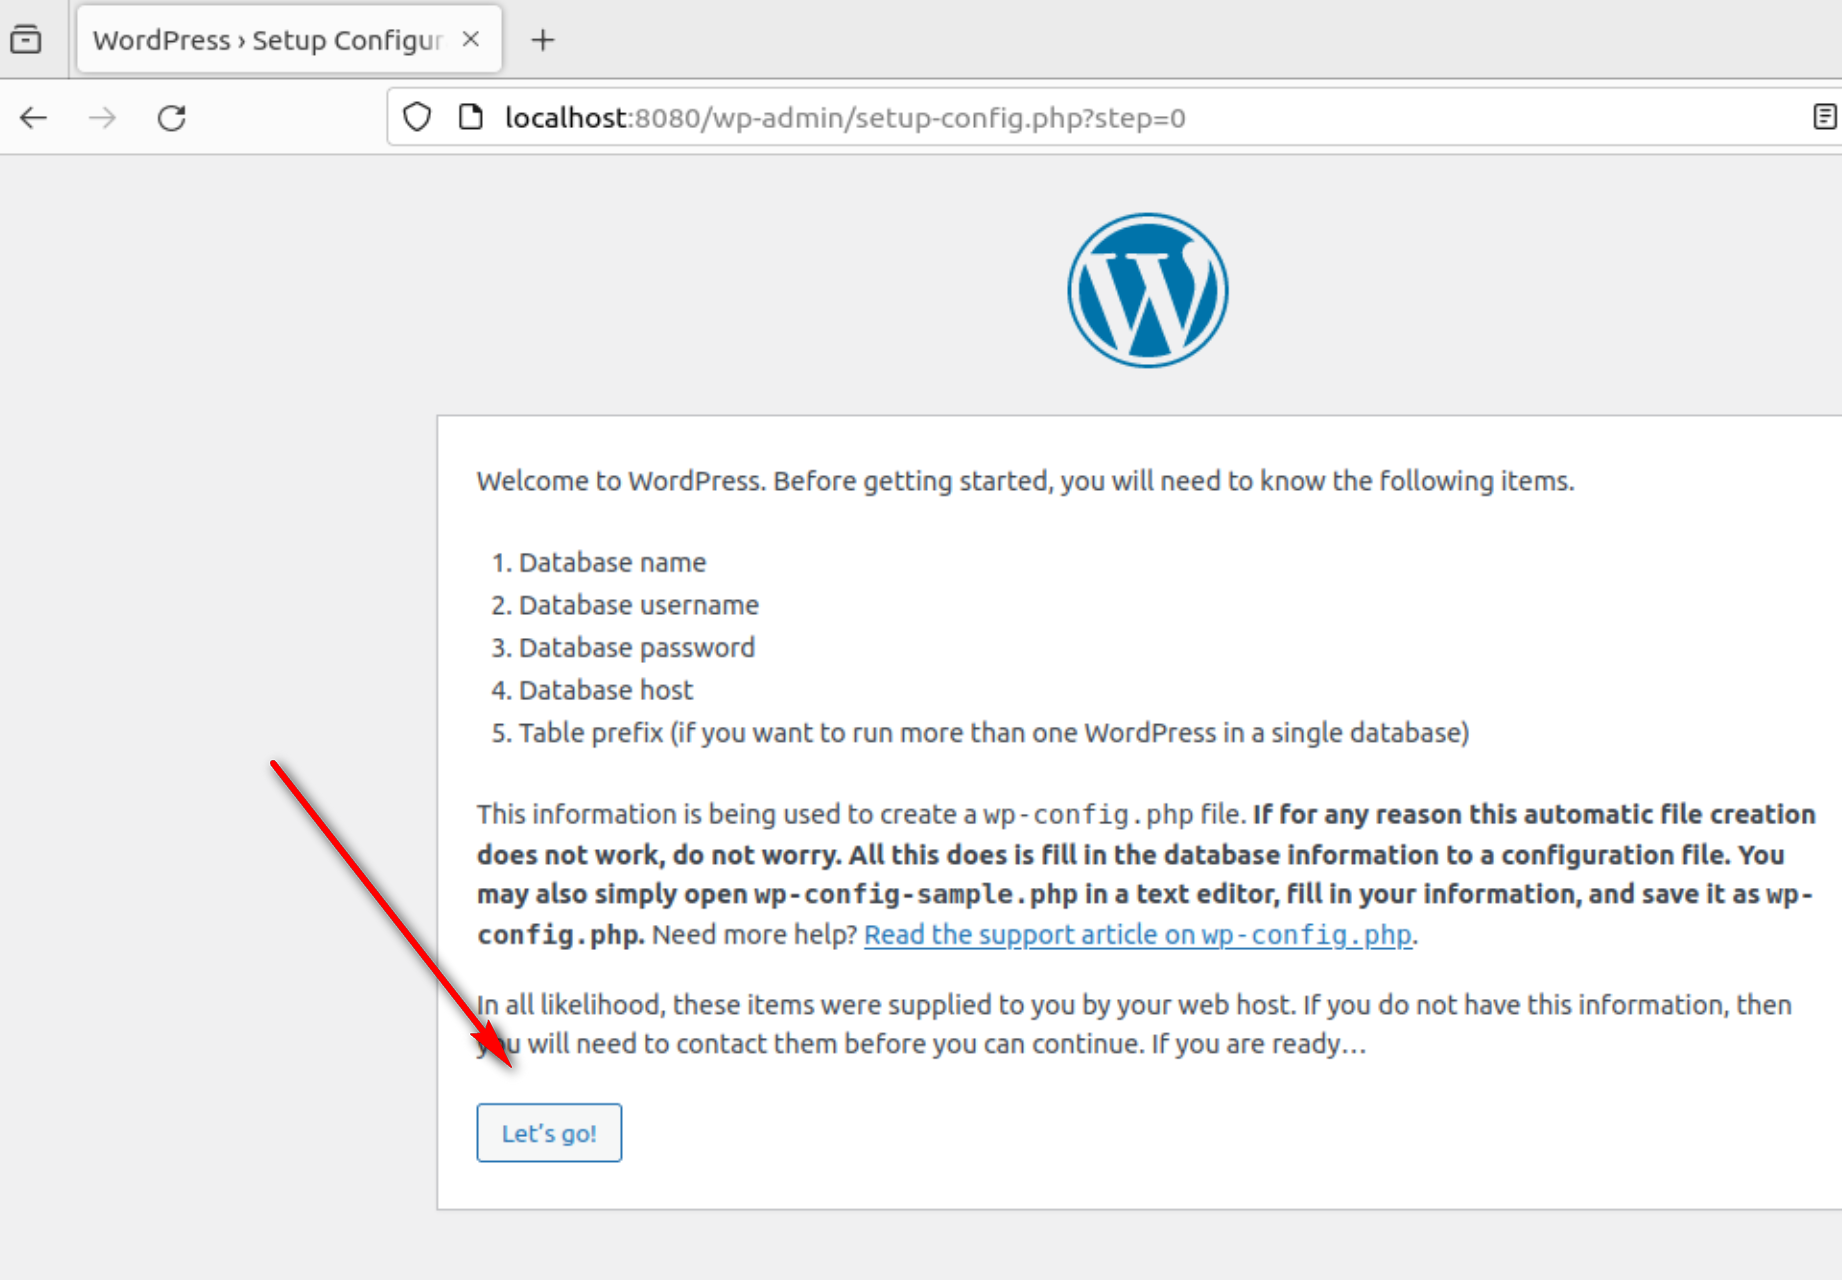 WordPress › Setup Configur
localhost:8080/wp-admin/setup-config.php?step=0
Welcome to WordPress. Before getting started, you will need to know the following items.
1. Database name
2. Database username
3. Database password
4. Database host
5. Table prefix (if you want to run more than one WordPress in a single database)
This information is being used to create a wp-config.php file. If for any reason this automatic file creation
does not work, do not worry. All this does is fill in the database information to a configuration file. You
may also simply open wp-config-sample.php in a text editor, fill in your information, and save it as wp-
config.php. Need more help? Read the support article on wp-config.php.
In all likelihood, these items were supplied to you by your web host. If you do not have this information, then
you will need to contact them before you can continue. If you are ready…
Let’s go!